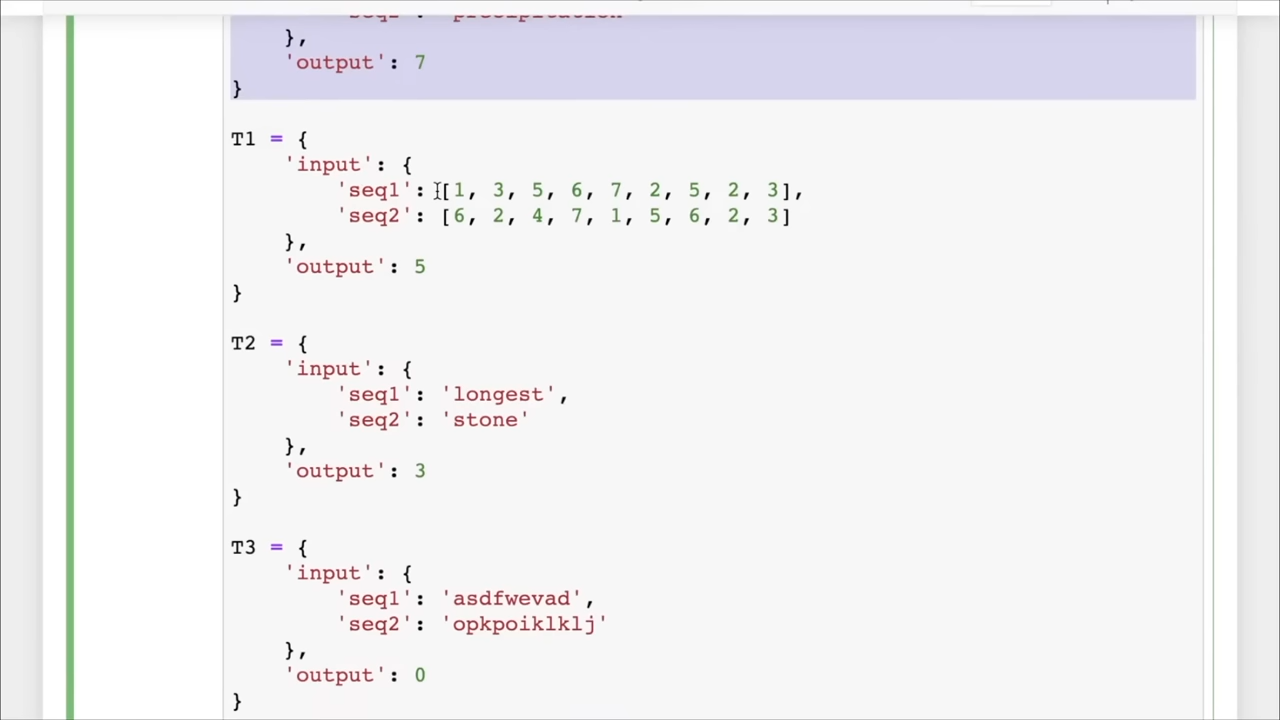 'seq2': 'precipitation'
},
'output': 7
}
T1 = {
'input': {
'seq1': [1, 3, 5, 6, 7, 2, 5, 2, 3],
'seq2': [6, 2, 4, 7, 1, 5, 6, 2, 3]
},
'output': 5
}
T2 = {
'input': {
'seq1': 'longest',
'seq2': 'stone'
},
'output': 3
}
T3 = {
'input': {
'seq1': 'asdfwevad',
'seq2': 'opkpoiklklj'
},
'output': 0
}